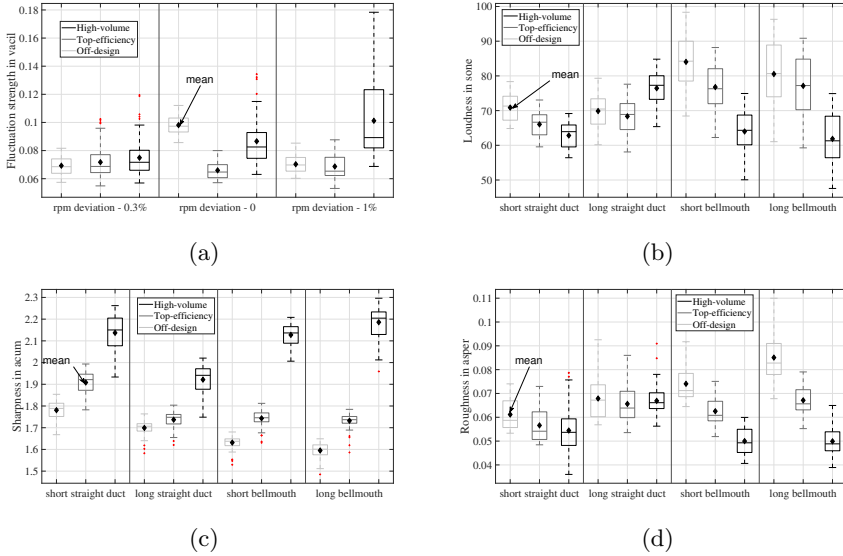 0.18
0.16
0.14
0.12
0.1
0.08
0.06
Fluctuation strength in vacil
High-volume
Top-efficiency
Off-design
mean
rpm deviation - 0.3% rpm deviation - 0 rpm deviation - 1%
(a)
100
90
80
70
60
50
Loudness in sone
High-volume
Top-efficiency
Off-design
mean
short straight duct long straight duct short bellmouth long bellmouth
(b)
2.3
2.2
2.1
2
1.9
1.8
1.7
1.6
1.5
Sharpness in acum
High-volume
Top-efficiency
Off-design
mean
short straight duct long straight duct short bellmouth long bellmouth
(c)
0.11
0.1
0.09
0.08
0.07
0.06
0.05
0.04
Roughness in asper
High-volume
Top-efficiency
Off-design
mean
short straight duct long straight duct short bellmouth long bellmouth
(d)